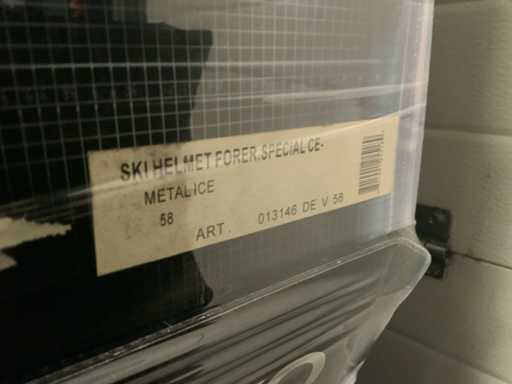 SKI HELMET FORER.SPECIAL CE-
METAL ICE
58
ART. 013146 DE V 58